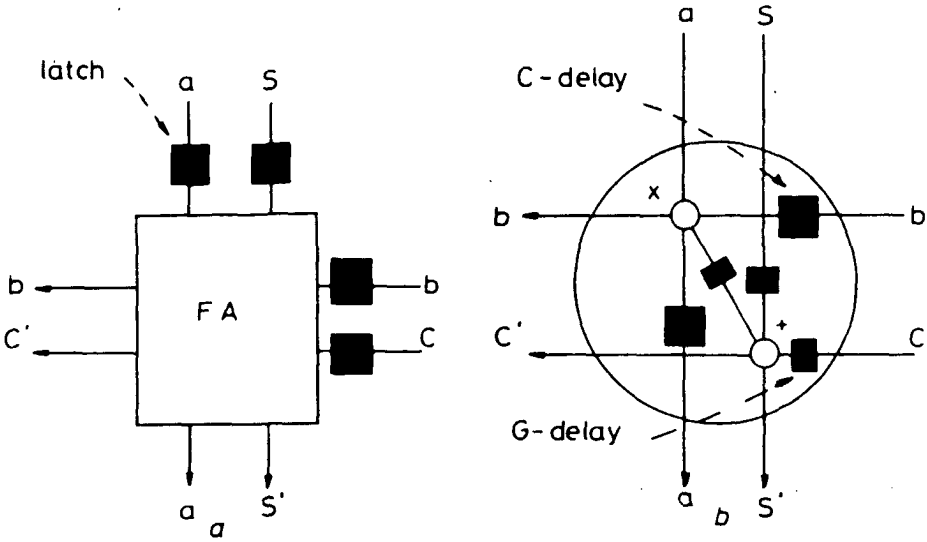 latch
a S
b b
FA
C' C
a S'
a
a S
C-delay
x
b b
+
C' C
G-delay
a S'
b